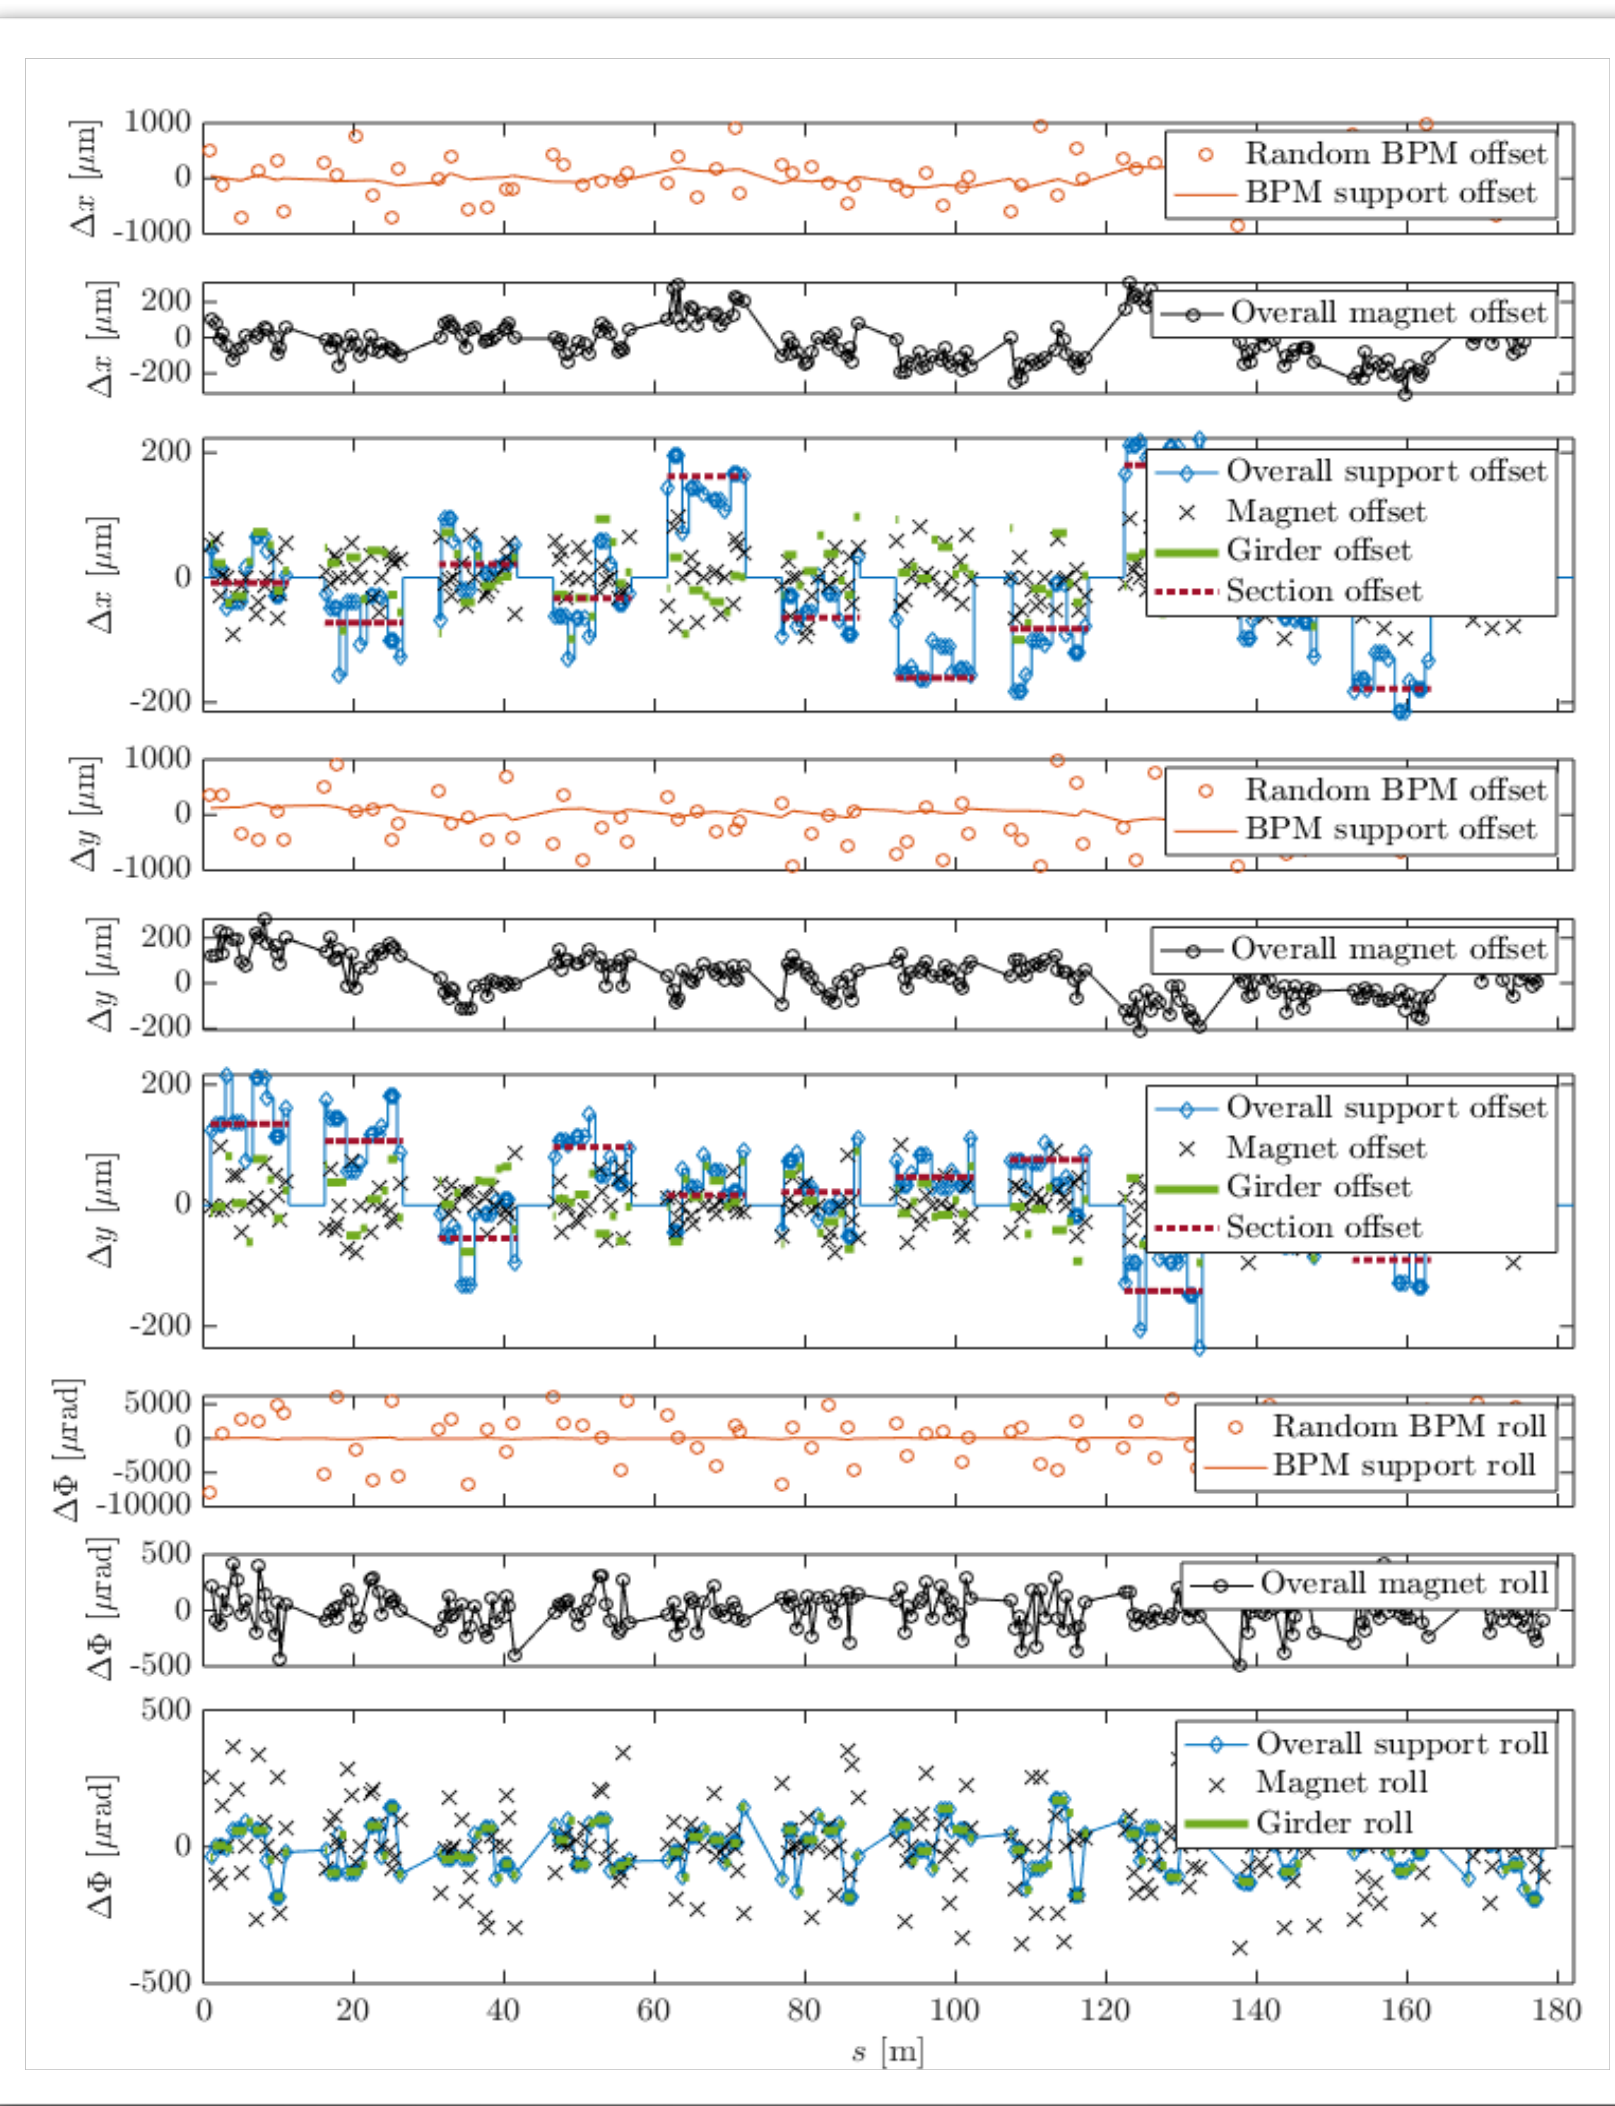 Δx [μm]
1000
0
-1000
Random BPM offset
BPM support offset
Δx [μm]
200
0
-200
Overall magnet offset
Δx [μm]
200
0
-200
Overall support offset
Magnet offset
Girder offset
Section offset
Δy [μm]
1000
0
-1000
Random BPM offset
BPM support offset
Δy [μm]
200
0
-200
Overall magnet offset
Δy [μm]
200
0
-200
Overall support offset
Magnet offset
Girder offset
Section offset
ΔΦ [μrad]
5000
0
-5000
-10000
Random BPM roll
BPM support roll
ΔΦ [μrad]
500
0
-500
Overall magnet roll
ΔΦ [μrad]
500
0
-500
Overall support roll
Magnet roll
Girder roll
0 20 40 60 80 100 120 140 160 180
s [m]